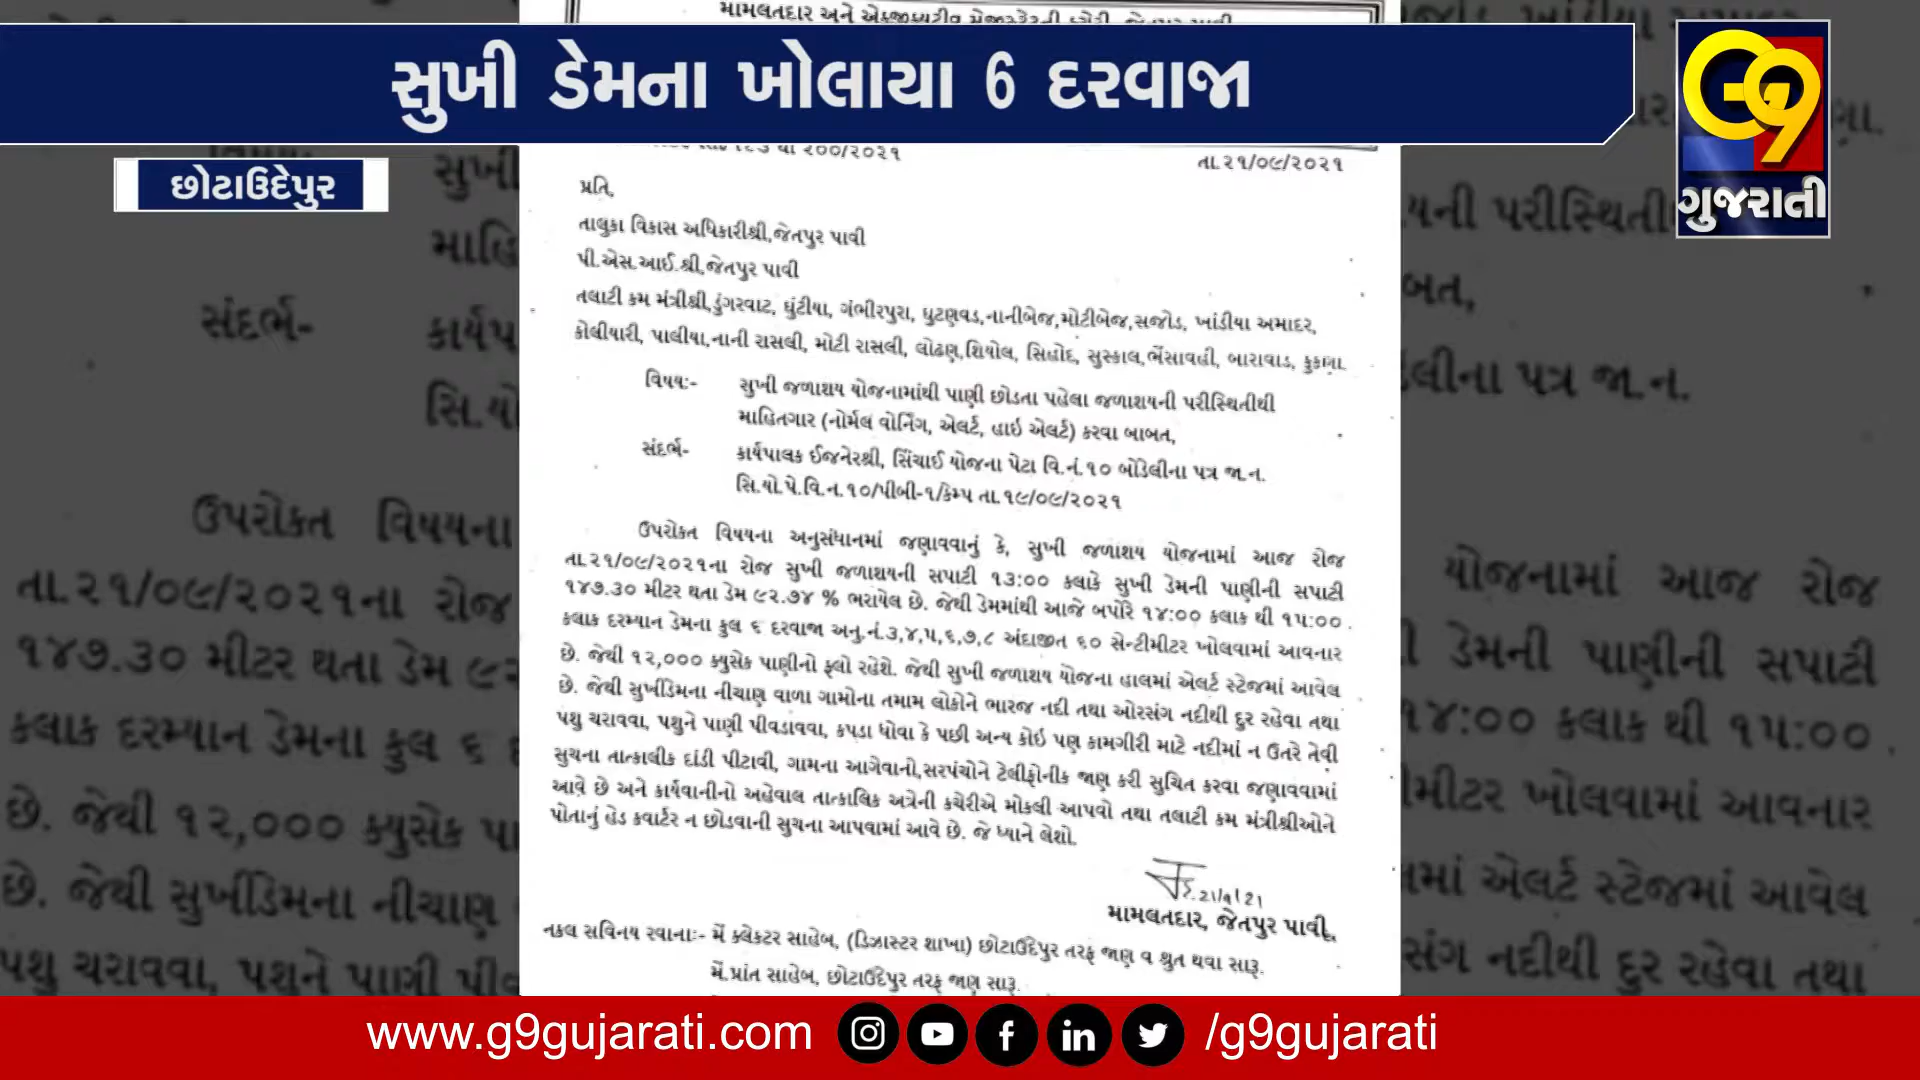 સુખી ડેમના ખોલાયા 6 દરવાજા
G9
ગુજરાતી
છોટાઉદેપુર
તા.૨૧/૦૯/૨૦૨૧
પ્રતિ,
તાલુકા વિકાસ અધિકારીશ્રી,જેતપુર પાવી
પી.એસ.આઈ.શ્રી,જેતપુર પાવી
તલાટી કમ મંત્રીશ્રી,ડુંગરવાટ, ઘુંટીયા, ગંભીરપુરા, ઘુટણવડ,નાનીબેજ,મોટીબેજ,સજોડ, ખાંડીયા અમાદર,
કોલીયારી, પાલીયા,નાની રાસલી, મોટી રાસલી, લોઢણ,શિયોલ, સિહોદ, સુસ્કાલ,ભેંસાવહી, બારાવાડ, કુકણા.
વિષય:- સુખી જળાશય યોજનામાંથી પાણી છોડતા પહેલા જળાશયની પરીસ્થિતીથી
માહિતગાર (નોર્મલ વોર્નિંગ, એલર્ટ, હાઇ એલર્ટ) કરવા બાબત,
સંદર્ભ- કાર્યપાલક ઈજનેરશ્રી, સિંચાઈ યોજના પેટા વિ.નં.૧૦ બોડેલીના પત્ર જા.ન.
સિ.યો.પે.વિ.ન.૧૦/પીબી-૧/કેમ્પ તા.૧૯/૦૯/૨૦૨૧
ઉપરોકત વિષયના અનુસંધાનમાં જણાવવાનું કે, સુખી જળાશય યોજનામાં આજ રોજ
તા.૨૧/૦૯/૨૦૨૧ના રોજ સુખી જળાશયની સપાટી ૧૩:૦૦ કલાકે સુખી ડેમની પાણીની સપાટી
૧૪૭.૩૦ મીટર થતા ડેમ ૯૨.૭૪ % ભરાયેલ છે. જેથી ડેમમાંથી આજે બપોરે ૧૪:૦૦ કલાક થી ૧૫:૦૦
કલાક દરમ્યાન ડેમના કુલ ૬ દરવાજા અનુ.નં.૩,૪,૫,૬,૭,૮ અંદાજીત ૬૦ સેન્ટીમીટર ખોલવામાં આવનાર
છે. જેથી ૧૨,૦૦૦ ક્યુસેક પાણીનો ફ્લો રહેશે. જેથી સુખી જળાશય યોજના હાલમાં એલર્ટ સ્ટેજમાં આવેલ
છે. જેથી સુખીડેમના નીચાણ વાળા ગામોના તમામ લોકોને ભારજ નદી તથા ઓરસંગ નદીથી દુર રહેવા તથા
પશુ ચરાવવા, પશુને પાણી પીવડાવવા, કપડા ધોવા કે પછી અન્ય કોઇ પણ કામગીરી માટે નદીમાં ન ઉતરે તેવી
સુચના તાત્કાલીક દાંડી પીટાવી, ગામના આગેવાનો,સરપંચોને ટેલીફોનીક જાણ કરી સુચિત કરવા જણાવવામાં
આવે છે અને કાર્યવાનીનો અહેવાલ તાત્કાલિક અત્રેની કચેરીએ મોકલી આપવો તથા તલાટી કમ મંત્રીશ્રીઓને
પોતાનું હેડ કવાર્ટર ન છોડવાની સુચના આપવામાં આવે છે. જે ધ્યાને લેશો.
21/9/21
મામલતદાર, જેતપુર પાવી
નકલ સવિનય રવાના:- મેં ક્લેકટર સાહેબ, (ડિઝાસ્ટર શાખા) છોટાઉદેપુર તરફ જાણ વ શ્રુત થવા સારૂ.
મેં.પ્રાંત સાહેબ, છોટાઉદેપુર તરફ જાણ સારૂ.
www.g9gujarati.com /g9gujarati